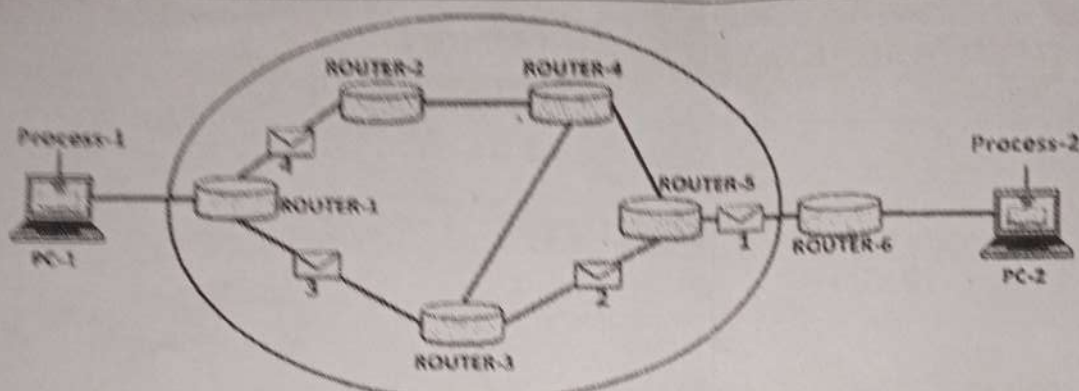 ROUTER-2
ROUTER-4
Process-1
4
Process-2
ROUTER-1
ROUTER-5
PC-1
3
2
1
ROUTER-6
PC-2
ROUTER-3